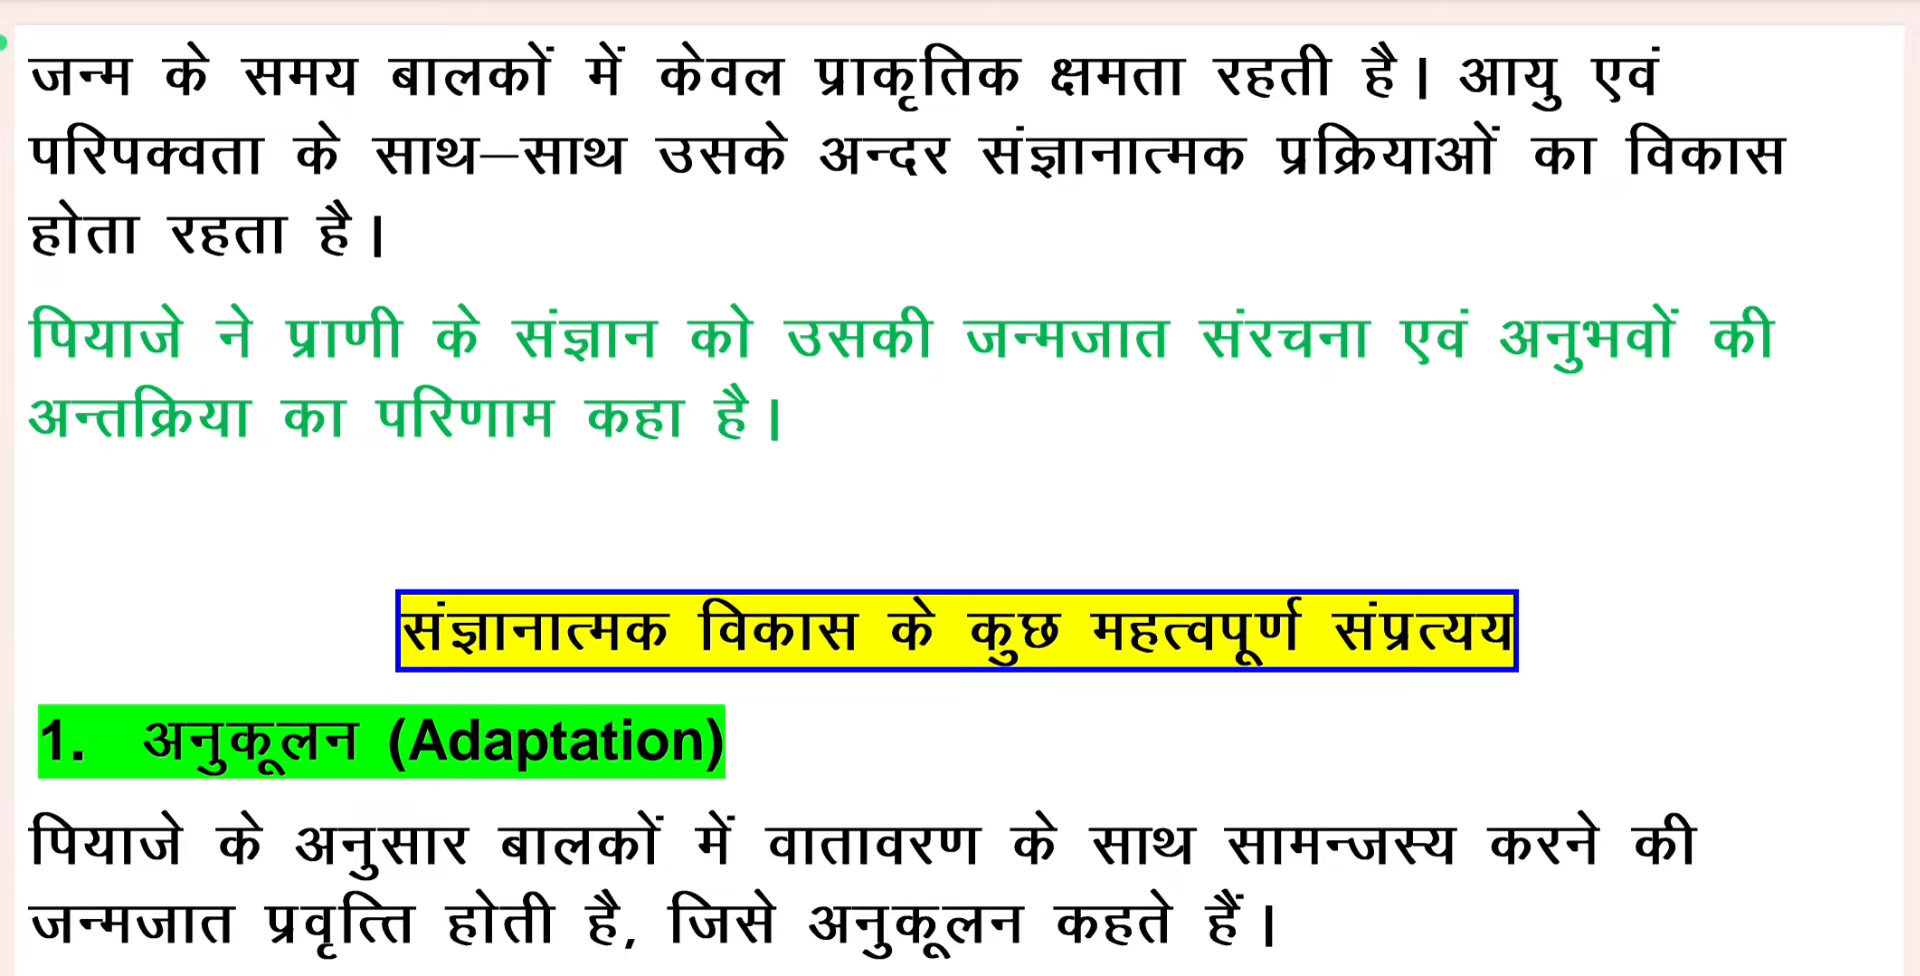 जन्म के समय बालकों में केवल प्राकृतिक क्षमता रहती है। आयु एवं
परिपक्वता के साथ–साथ उसके अन्दर संज्ञानात्मक प्रक्रियाओं का विकास
होता रहता है।
पियाजे ने प्राणी के संज्ञान को उसकी जन्मजात संरचना एवं अनुभवों की
अन्तक्रिया का परिणाम कहा है।
संज्ञानात्मक विकास के कुछ महत्वपूर्ण संप्रत्यय
1. अनुकूलन (Adaptation)
पियाजे के अनुसार बालकों में वातावरण के साथ सामन्जस्य करने की
जन्मजात प्रवृत्ति होती है, जिसे अनुकूलन कहते हैं।